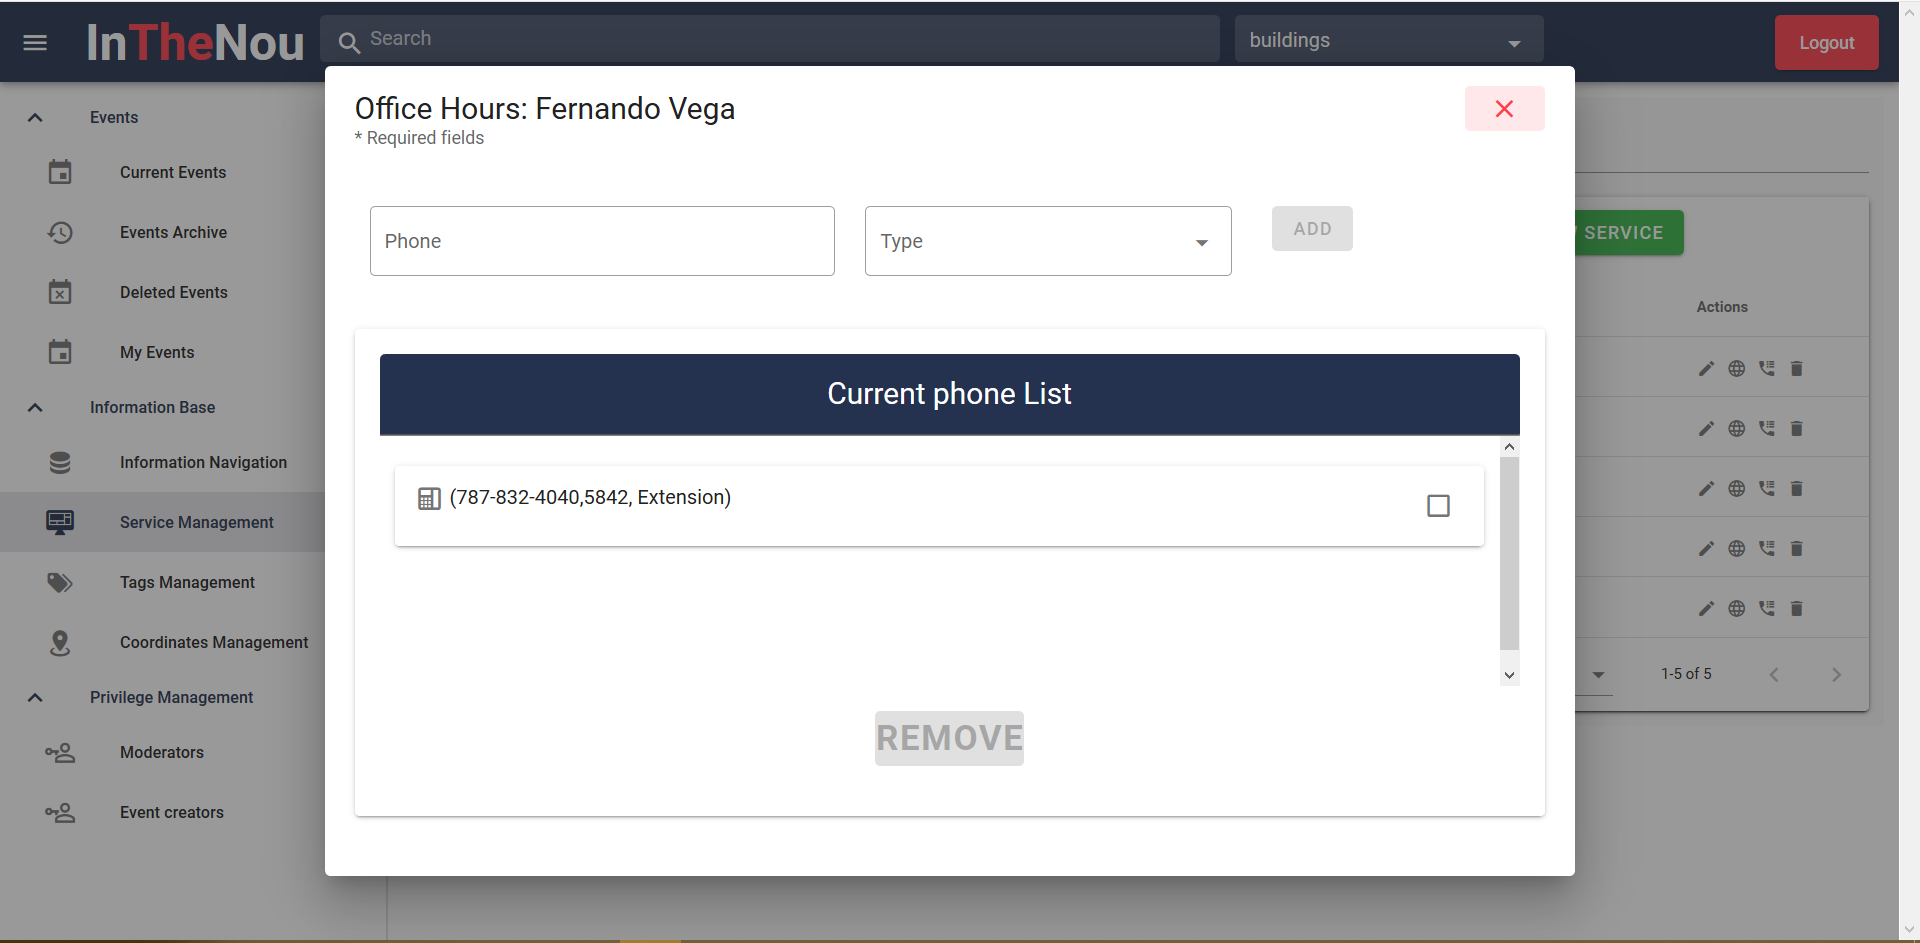 InTheNou
Search
buildings
Logout
Office Hours: Fernando Vega
* Required fields
Phone
Type
ADD
Events
Current Events
Events Archive
Deleted Events
My Events
Information Base
Information Navigation
Service Management
Tags Management
Coordinates Management
Privilege Management
Moderators
Event creators
Current phone List
(787-832-4040,5842, Extension)
REMOVE
SERVICE
Actions
1-5 of 5